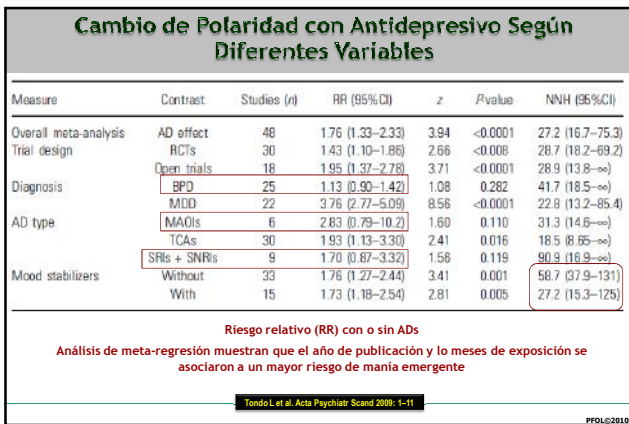 Cambio de Polaridad con Antidepresivo Según
Diferentes Variables
Measure Contrast Studies (n) RR (95%CI) z P value NNH (95%CI)
Overall meta-analysis AD effect 48 1.76 (1.33–2.33) 3.94 <0.0001 27.2 (16.7–75.3)
Trial design RCTs 30 1.43 (1.10–1.86) 2.66 <0.008 28.7 (18.2–69.2)
Open trials 18 1.95 (1.37–2.78) 3.71 <0.0001 28.9 (13.8–∞)
Diagnosis BPD 25 1.13 (0.90–1.42) 1.08 0.282 41.7 (18.5–∞)
MDD 22 3.76 (2.77–5.09) 8.56 <0.0001 22.8 (13.2–85.4)
AD type MAOIs 6 2.83 (0.79–10.2) 1.60 0.110 31.3 (14.6–∞)
TCAs 30 1.93 (1.13–3.30) 2.41 0.016 18.5 (8.65–∞)
SRIs + SNRIs 9 1.70 (0.87–3.32) 1.56 0.119 90.9 (16.9–∞)
Mood stabilizers Without 33 1.76 (1.27–2.44) 3.41 0.001 58.7 (37.9–131)
With 15 1.73 (1.18–2.54) 2.81 0.005 27.2 (15.3–125)
Riesgo relativo (RR) con o sin ADs
Análisis de meta-regresión muestran que el año de publicación y lo meses de exposición se
asociaron a un mayor riesgo de manía emergente
Tondo L et al. Acta Psychiatr Scand 2009: 1–11
PFOL©2010